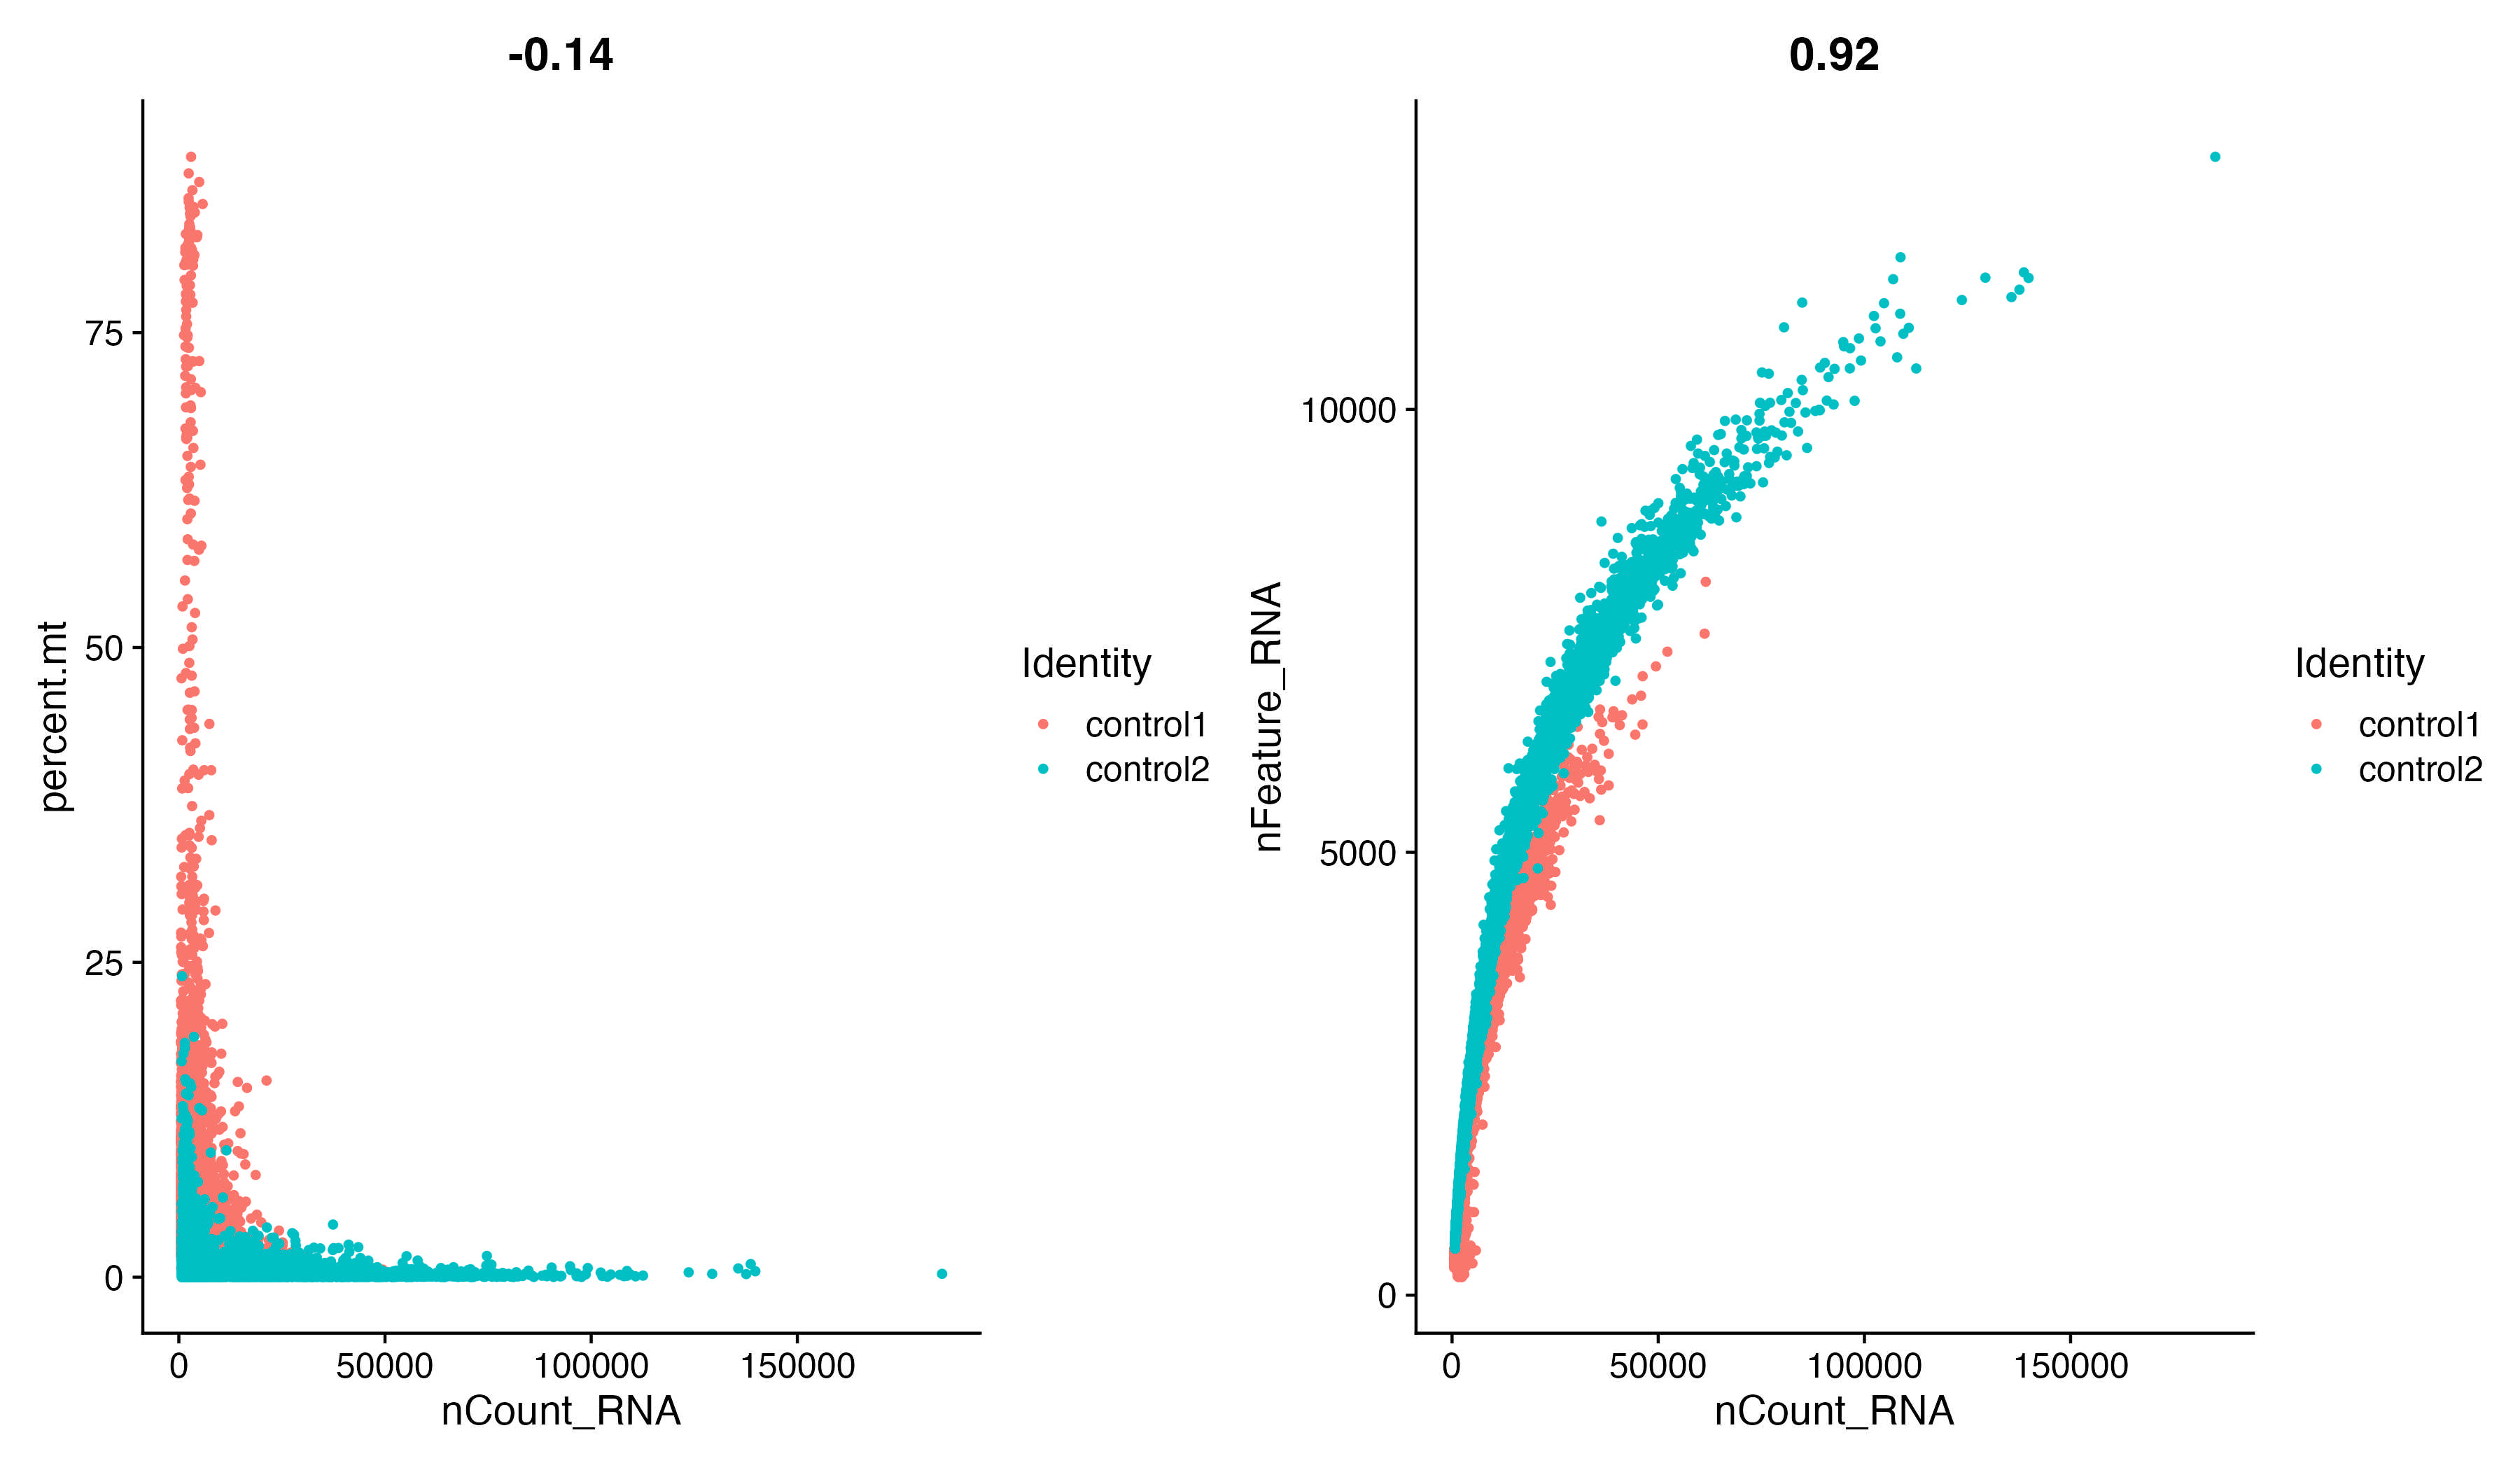 -0.14
percent.mt
75
50
25
0
0
50000
100000
150000
nCount_RNA
Identity
control1
control2
0.92
nFeature_RNA
10000
5000
0
0
50000
100000
150000
nCount_RNA
Identity
control1
control2